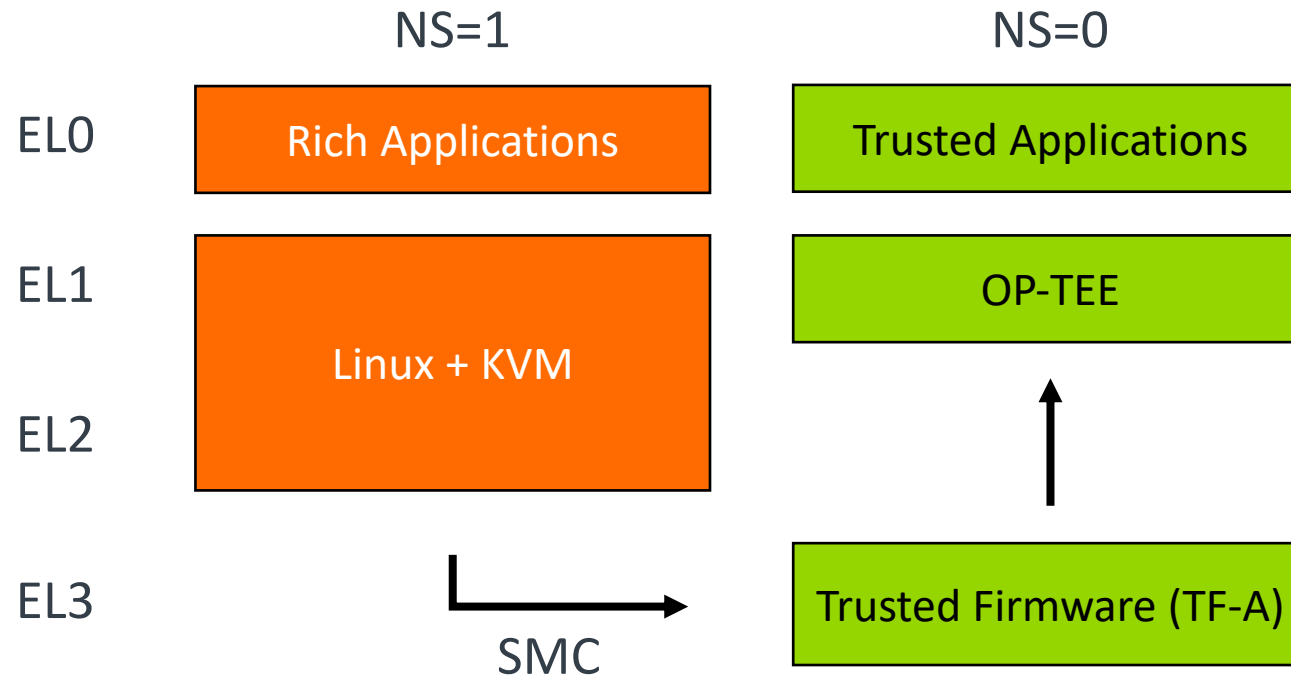 NS=1
NS=0
EL0
Rich Applications
Trusted Applications
EL1
OP-TEE
Linux + KVM
EL2
EL3
Trusted Firmware (TF-A)
SMC